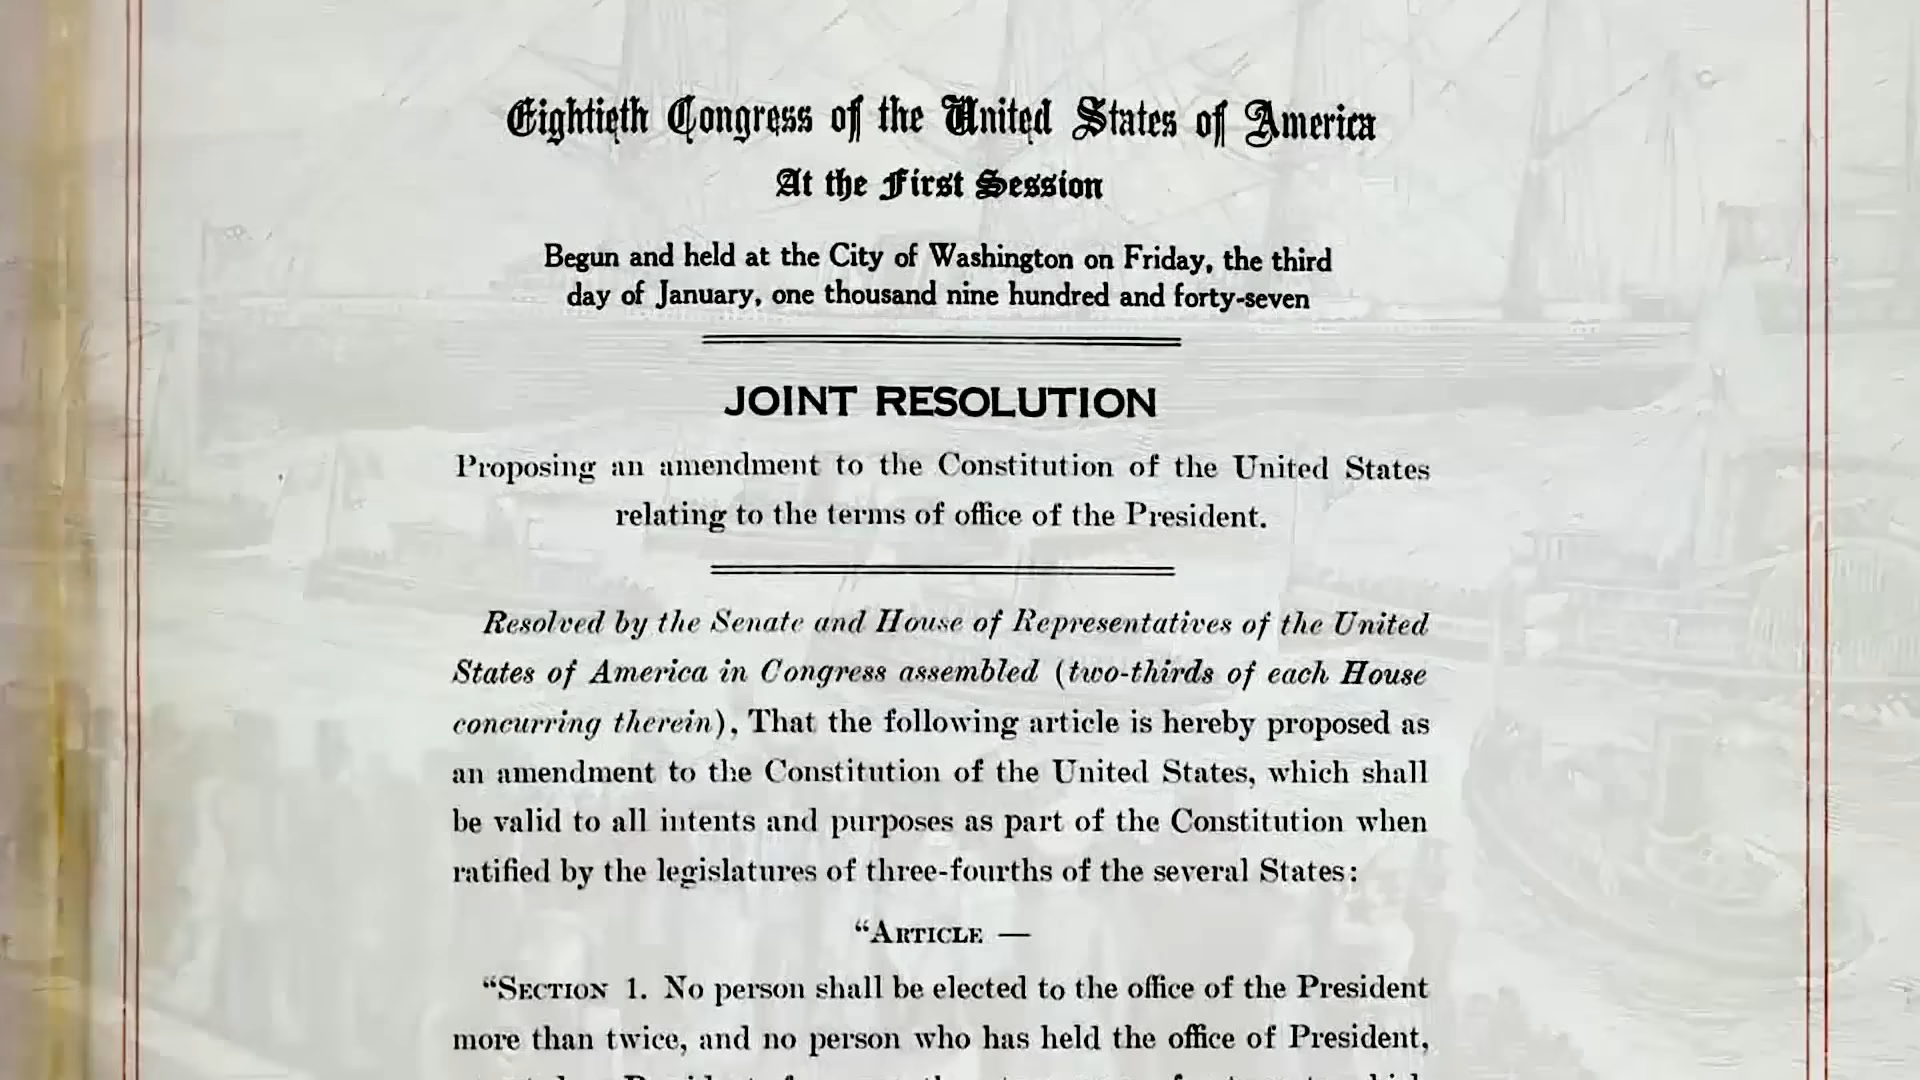 Eightieth Congress of the United States of America
At the First Session
Begun and held at the City of Washington on Friday, the third
day of January, one thousand nine hundred and forty-seven
JOINT RESOLUTION
Proposing an amendment to the Constitution of the United States
relating to the terms of office of the President.
Resolved by the Senate and House of Representatives of the United
States of America in Congress assembled (two-thirds of each House
concurring therein), That the following article is hereby proposed as
an amendment to the Constitution of the United States, which shall
be valid to all intents and purposes as part of the Constitution when
ratified by the legislatures of three-fourths of the several States:
"ARTICLE —
"SECTION 1. No person shall be elected to the office of the President
more than twice, and no person who has held the office of President,